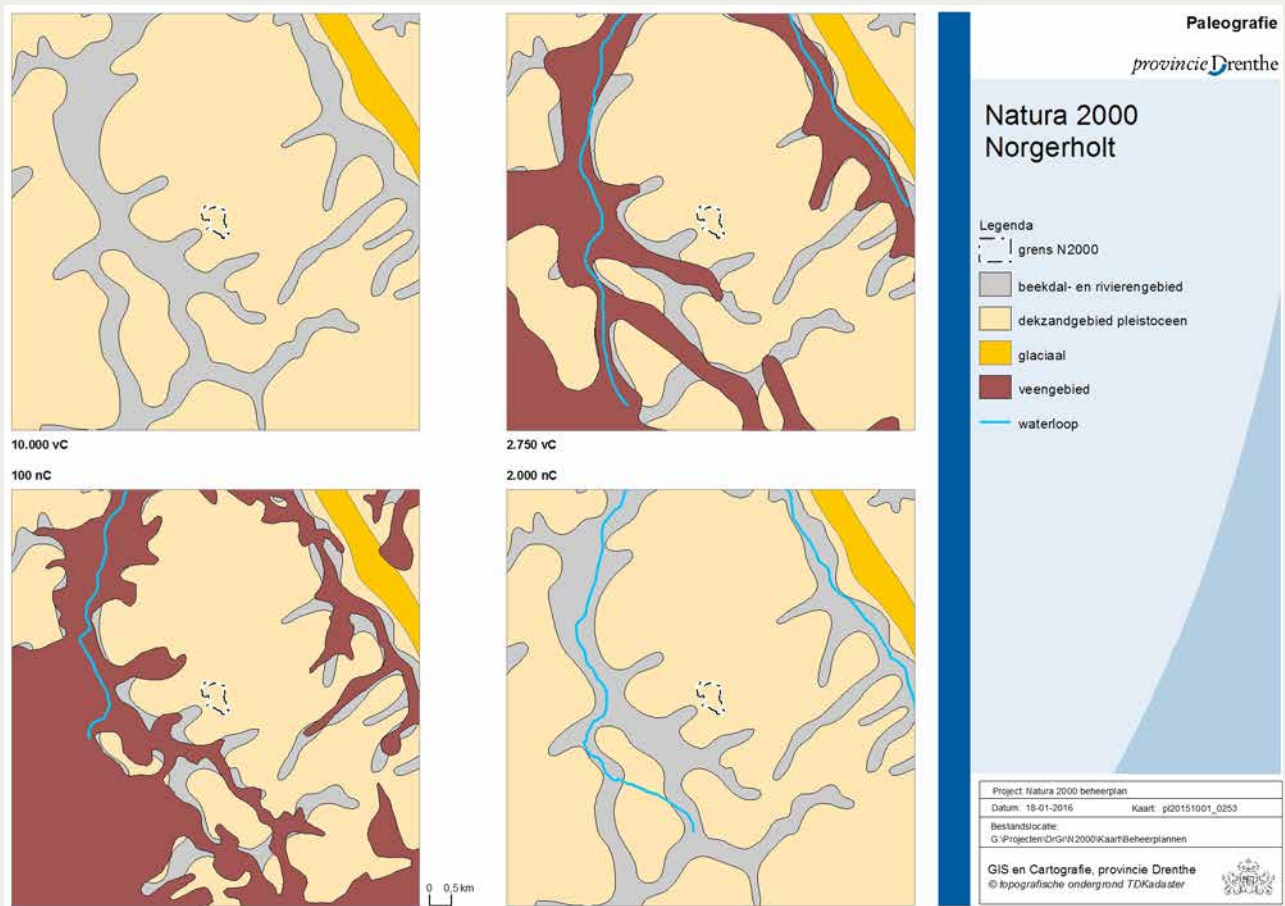 10.000 vC
2.750 vC
100 nC
2.000 nC
0 0,5 km
Paleografie
provincie Drenthe
Natura 2000
Norgerholt
Legenda
grens N2000
beekdal- en rivierengebied
dekzandgebied pleistoceen
glaciaal
veengebied
waterloop
Project: Natura 2000 beheerplan
Datum: 18-01-2016 Kaart: pl20151001_0253
Bestandslocatie:
G:\Projecten\DrGr\N2000\Kaart\Beheerplannen
GIS en Cartografie, provincie Drenthe
© topografische ondergrond TDKadaster